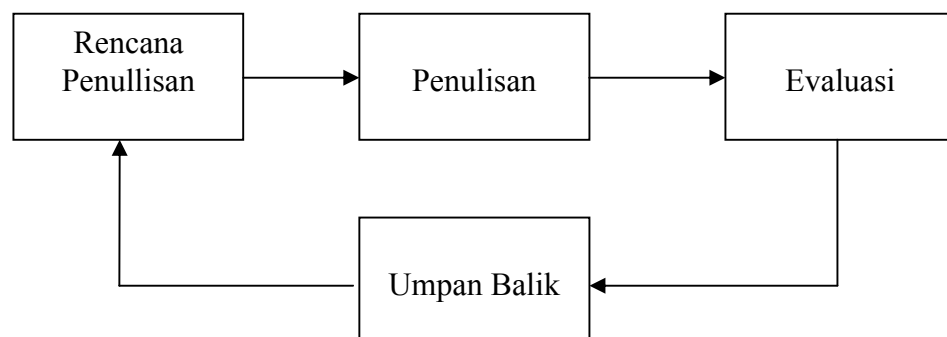 Rencana
Penullisan
Penulisan
Evaluasi
Umpan Balik